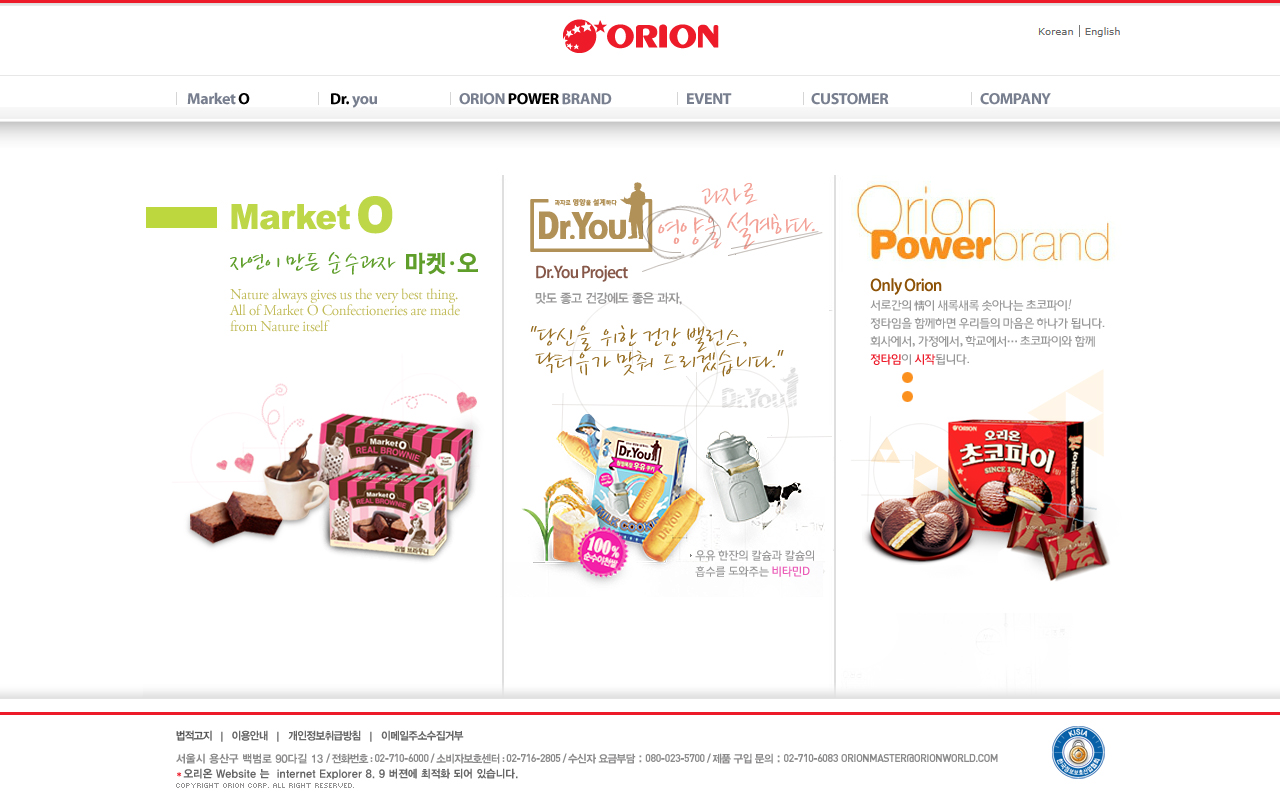 ORION
Korean | English
Market O
Dr. you
ORION POWER BRAND
EVENT
CUSTOMER
COMPANY
Market O
자연이 만든 순수과자 마켓·오
Nature always gives us the very best thing.
All of Market O Confectioneries are made
from Nature itself
Market O
REAL BROWNIE
Market O
REAL BROWNIE
리얼 브라우니
과자로 영양을 설계하다
Dr.You
과자로
영양을 설계하다.
Dr.You Project
맛도 좋고 건강에도 좋은 과자,
"당신을 위한 건강 밸런스,
닥터유가 맞춰 드리겠습니다."
Dr.You
Dr.You
MILK COOKIE
Dr.YOU
100%
순수이천쌀
· 우유 한잔의 칼슘과 칼슘의
흡수를 도와주는 비타민D
Orion
Powerbrand
Only Orion
서로간의 情이 새록새록 솟아나는 초코파이!
정타임을 함께하면 우리들의 마음은 하나가 됩니다.
회사에서, 가정에서, 학교에서… 초코파이와 함께
정타임이 시작됩니다.
ORION
오리온
초코파이
SINCE 1974
법적고지 | 이용안내 | 개인정보취급방침 | 이메일주소수집거부
서울시 용산구 백범로 90다길 13 / 전화번호 : 02-710-6000 / 소비자보호센터 : 02-716-2805 / 수신자 요금부담 : 080-023-5700 / 제품 구입 문의 : 02-710-6083 ORIONMASTER@ORIONWORLD.COM
*오리온 Website 는 internet Explorer 8, 9 버젼에 최적화 되어 있습니다.
COPYRIGHT ORION CORP. ALL RIGHT RESERVED.
KISIA